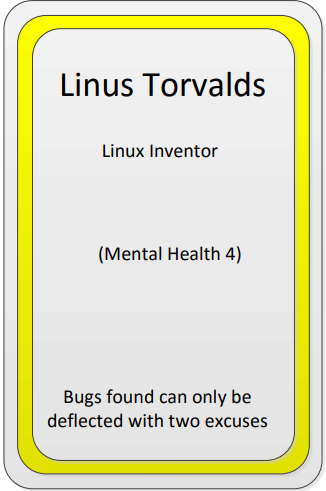 Linus Torvalds
Linux Inventor
(Mental Health 4)
Bugs found can only be
deflected with two excuses